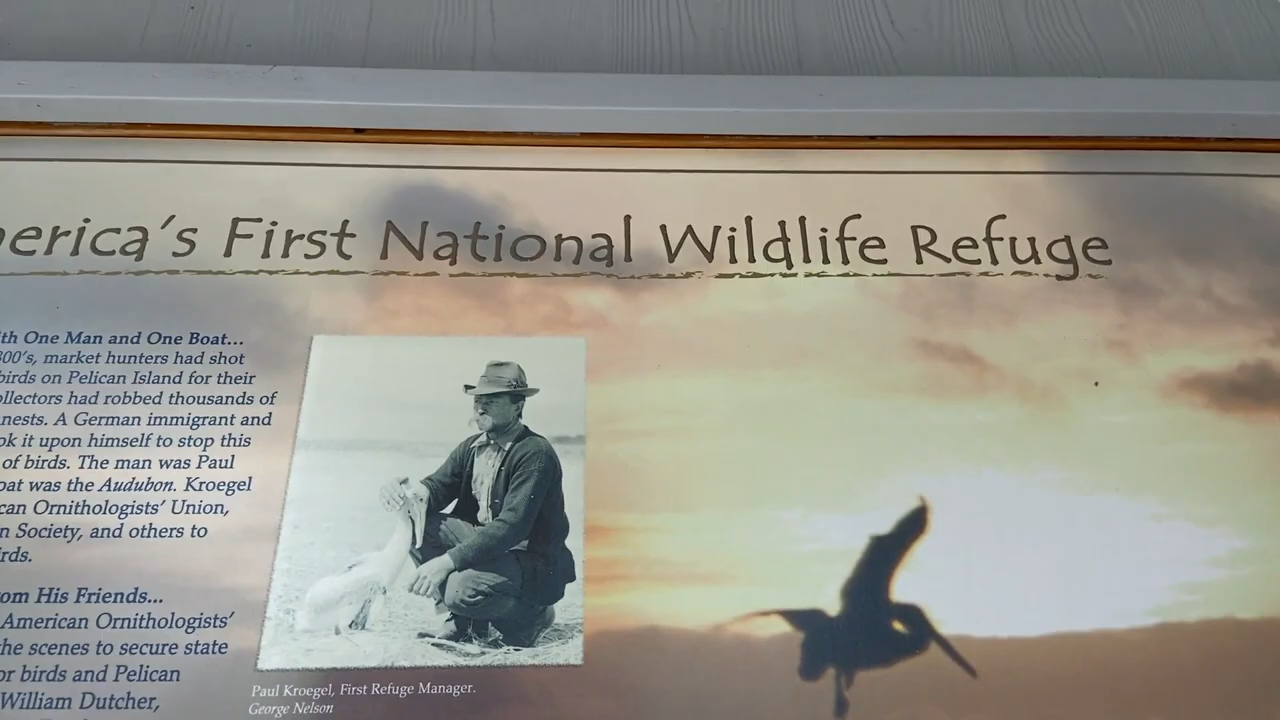 erica's First National Wildlife Refuge
th One Man and One Boat...
800's, market hunters had shot
birds on Pelican Island for their
ollectors had robbed thousands of
nests. A German immigrant and
ok it upon himself to stop this
of birds. The man was Paul
oat was the Audubon. Kroegel
can Ornithologists' Union,
n Society, and others to
irds.
rom His Friends...
American Ornithologists'
the scenes to secure state
or birds and Pelican
William Dutcher,
Paul Kroegel, First Refuge Manager.
George Nelson